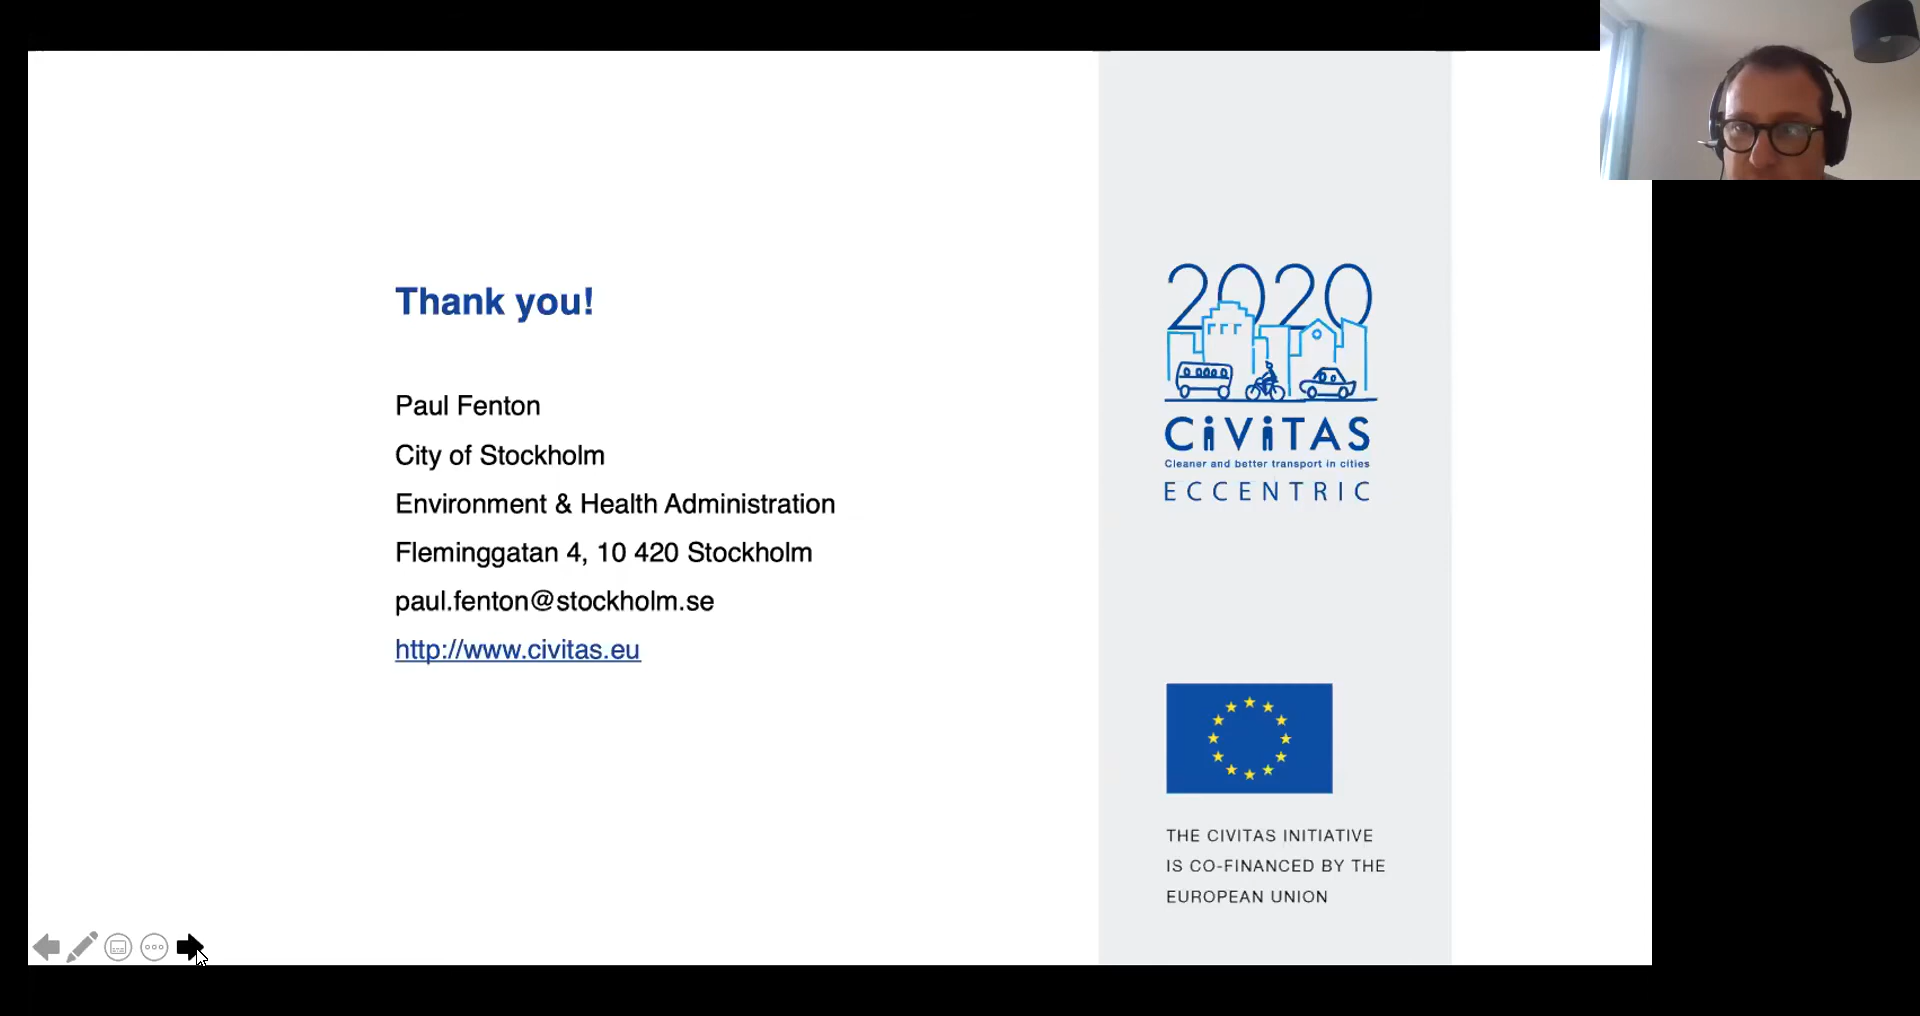 Thank you!
Paul Fenton
City of Stockholm
Environment & Health Administration
Fleminggatan 4, 10 420 Stockholm
paul.fenton@stockholm.se
http://www.civitas.eu
2020
CiViTAS
Cleaner and better transport in cities
ECCENTRIC
THE CIVITAS INITIATIVE
IS CO-FINANCED BY THE
EUROPEAN UNION